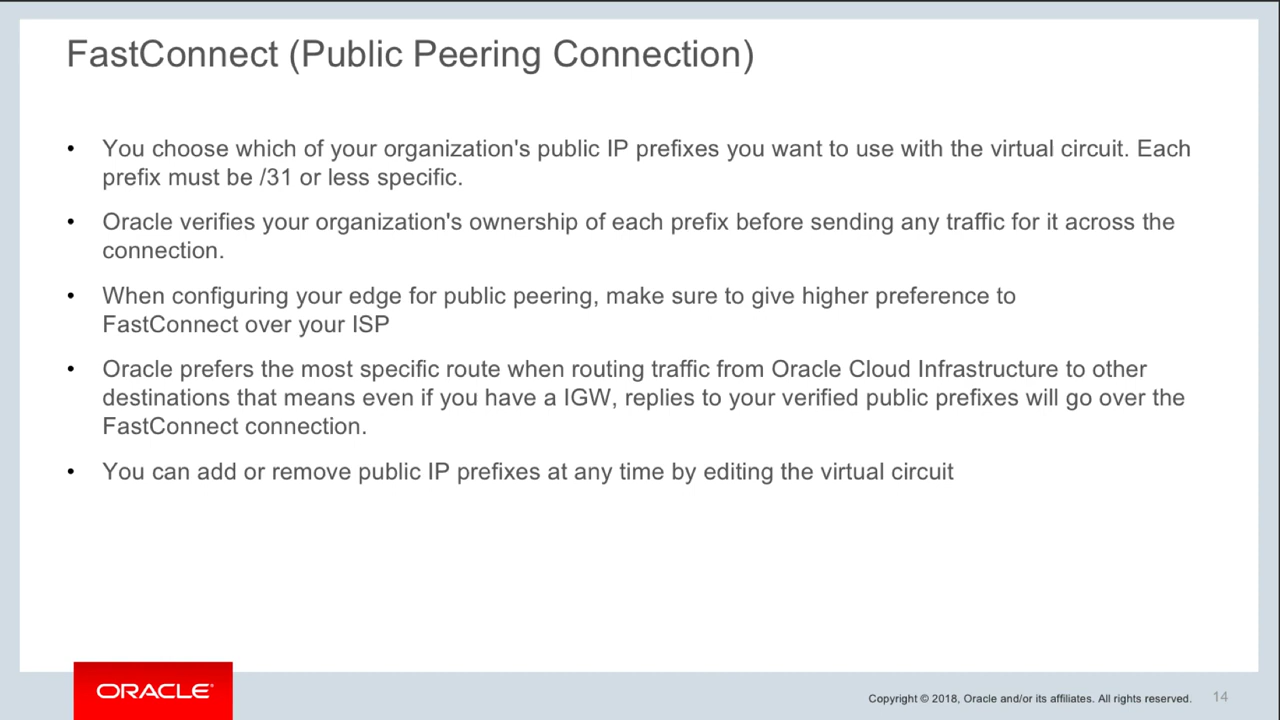 FastConnect (Public Peering Connection)
• You choose which of your organization's public IP prefixes you want to use with the virtual circuit. Each
prefix must be /31 or less specific.
• Oracle verifies your organization's ownership of each prefix before sending any traffic for it across the
connection.
• When configuring your edge for public peering, make sure to give higher preference to
FastConnect over your ISP
• Oracle prefers the most specific route when routing traffic from Oracle Cloud Infrastructure to other
destinations that means even if you have a IGW, replies to your verified public prefixes will go over the
FastConnect connection.
• You can add or remove public IP prefixes at any time by editing the virtual circuit
ORACLE®
Copyright © 2018, Oracle and/or its affiliates. All rights reserved. 14